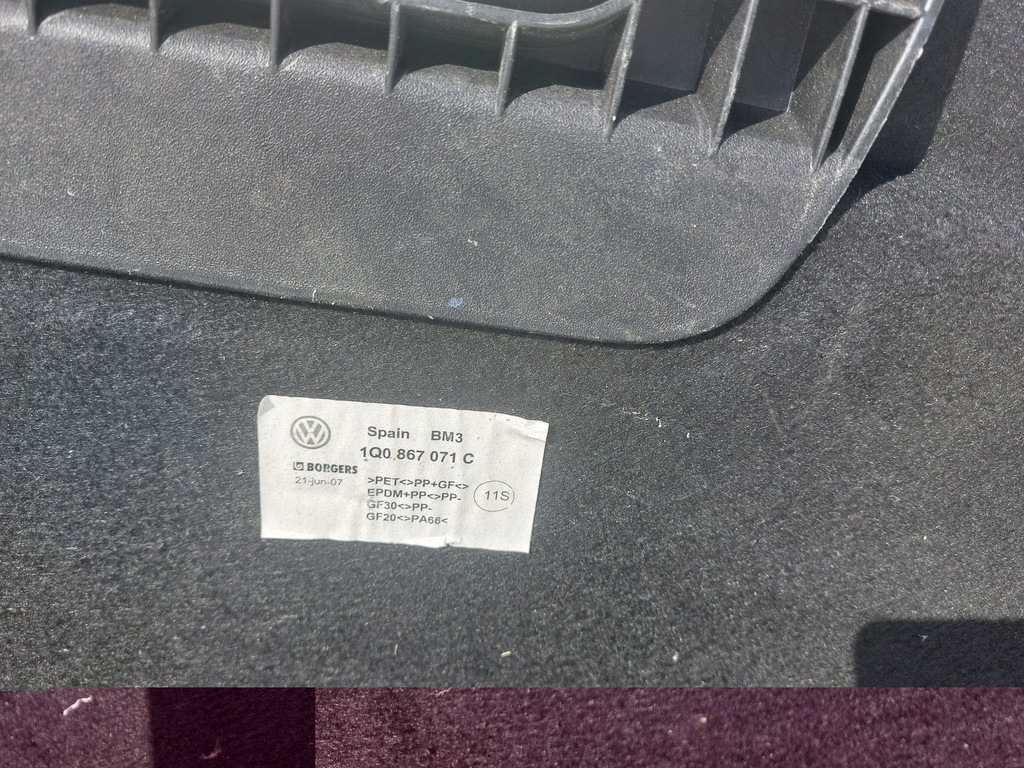 Spain BM3
1Q0 867 071 C
BORGERS
21-jun-07
>PET<>PP+GF<>
EPDM+PP<>PP-
GF30<>PP-
GF20<>PA66<
11S